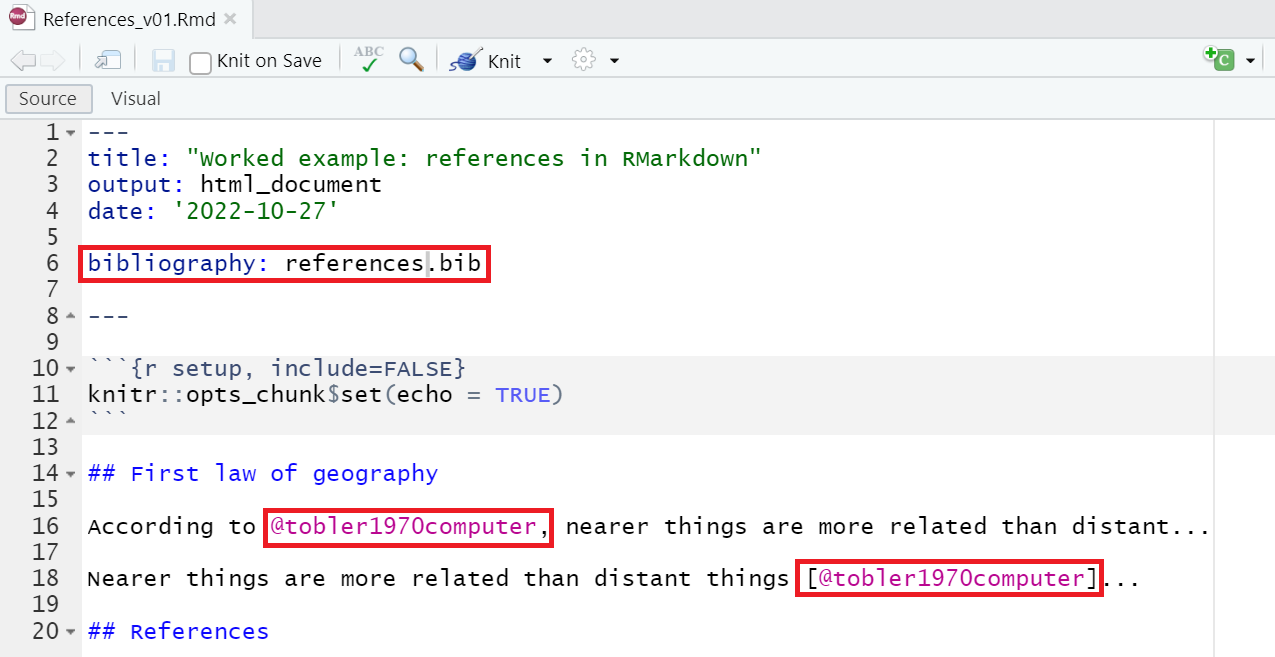 Rmd References_v01.Rmd
Knit on Save ABC Knit C
Source Visual
1 ---
2 title: "Worked example: references in RMarkdown"
3 output: html_document
4 date: '2022-10-27'
5
6 bibliography: references.bib
7
8 ---
9
10 ```{r setup, include=FALSE}
11 knitr::opts_chunk$set(echo = TRUE)
12 ```
13
14 ## First law of geography
15
16 According to @tobler1970computer, nearer things are more related than distant...
17
18 Nearer things are more related than distant things [@tobler1970computer]...
19
20 ## References